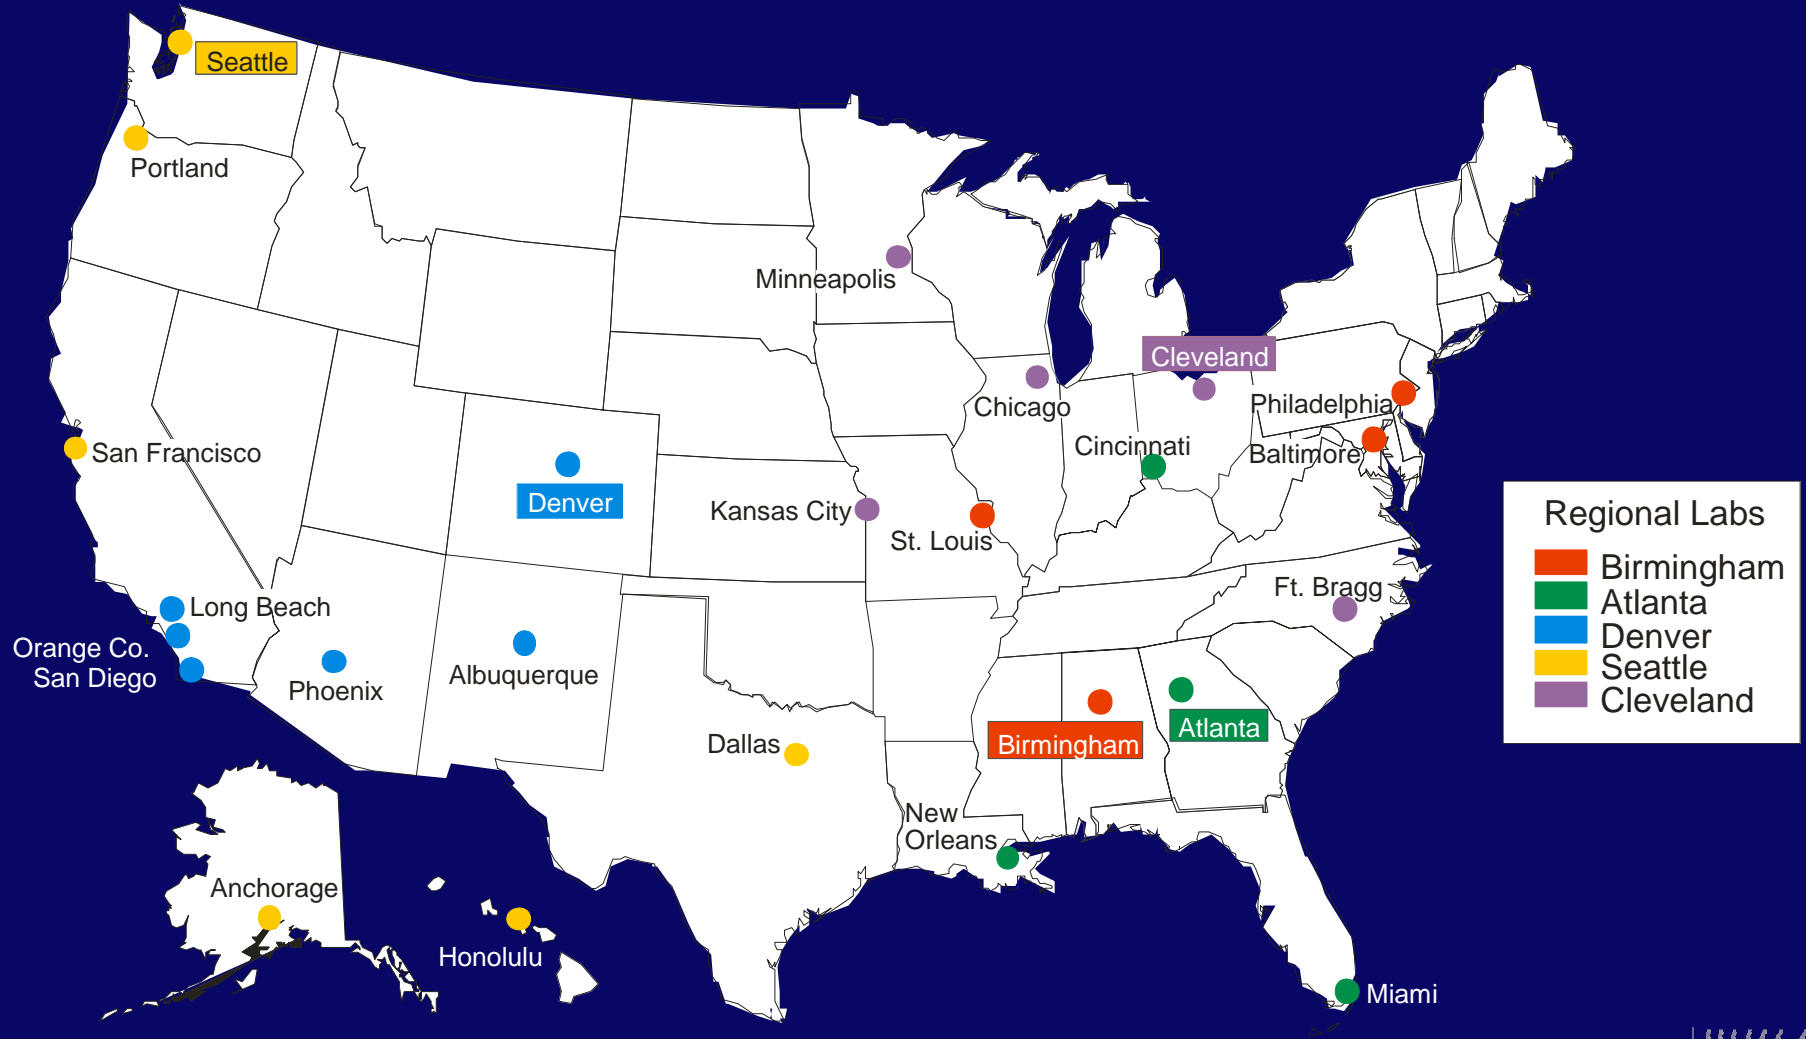 Seattle
Portland
Minneapolis
Cleveland
Chicago
Philadelphia
Cincinnati
Baltimore
San Francisco
Denver
Kansas City
St. Louis
Regional Labs
Birmingham
Atlanta
Denver
Seattle
Cleveland
Ft. Bragg
Long Beach
Orange Co.
San Diego
Phoenix
Albuquerque
Dallas
Birmingham
Atlanta
New
Orleans
Anchorage
Honolulu
Miami